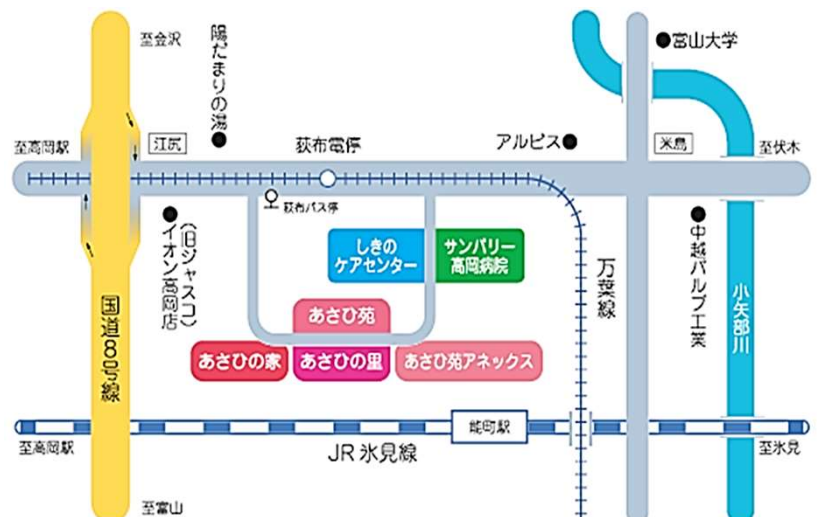 至金沢
陽だまりの湯
富山大学
至高岡駅
江尻
荻布電停
アルビス
米島
至伏木
荻布バス停
イオン高岡店
(旧ジャスコ)
しきの
ケアセンター
サンバリー
高岡病院
万葉線
中越パルプ工業
小矢部川
国道8号線
あさひ苑
あさひの家
あさひの里
あさひ苑アネックス
能町駅
至高岡駅
JR氷見線
至氷見
至富山